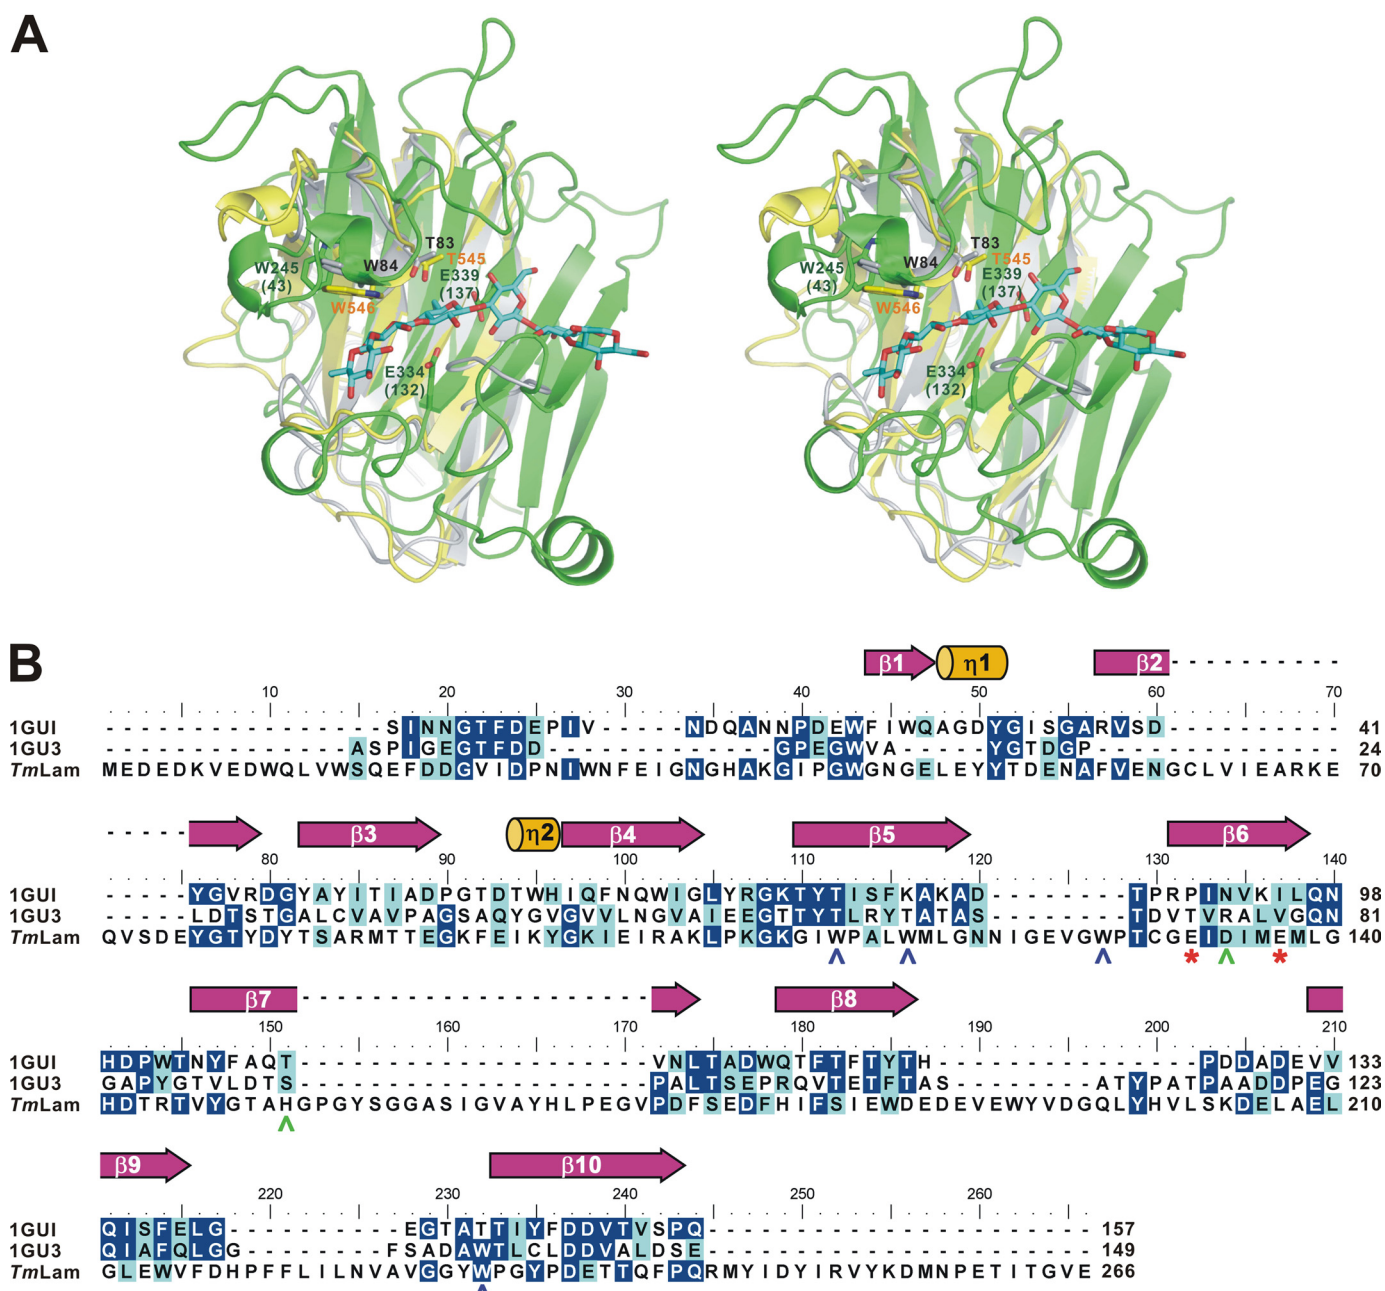 A
T83 T83
W245 W84 T545 W245 W84 T545
(43) E339 (43) E339
W546 (137) W546 (137)
E334 E334
(132) (132)
B
β1 η1 β2
10 20 30 40 50 60 70
1GUI ----------------SINNGTFDEPIV-----NDQANNPDEWFIWQAGDYGISGARVSD---------- 41
1GU3 --------------ASPIGEGTFDD-------------GPEGWVA-----YGTDGP-------------- 24
TmLam MEDEDKVEDWQLVWSQEFDDGVIDPNIWNFEIGNGHAKGIPGWGNGELEYYTDENAFVENGCLVIEARKE 70
β3 η2 β4 β5 β6
80 90 100 110 120 130 140
1GUI -----YGVRDGYAYITIADPGTDTWHIQFNQWIGLYRGKTYTISFKAKAD--------TPRPINVKILQN 98
1GU3 -----LDTSTGALCVAVPAGSAQYGVGVVLNGVAIEEGTTYTLRYTATAS--------TDVTVRALVGQN 81
TmLam QVSDEYGTYDYTSARMTTEGKFEIKYGKIEIRAKLPKGKGIWPALWMLGNNIGEVGWPTCGEIDIMEMLG 140
^ ^ ^ * ^ *
β7 β8
150 160 170 180 190 200 210
1GUI HDPWTNYFAQT--------------------VNLTADWQTFTFTYTH---------------PDDADEVV 133
1GU3 GAPYGTVLDTS--------------------PALTSEPRQVTETFTAS--------ATYPATPAADDPEG 123
TmLam HDTRTVYGTAHGPGYSGGASIGVAYHLPEGVPDFSEDFHIFSIEWDEDEVEWYVDGQLYHVLSKDELAEL 210
^
β9 β10
220 230 240 250 260
1GUI QISFELG----------EGTATTIYFDDVTVSPQ---------------------- 157
1GU3 QIAFQLGG--------FSADAWTLCLDDVALDSE---------------------- 149
TmLam GLEWVFDHPFFLILNVAVGGYWPGYPDETTQFPQRMYIDYIRVYKDMNPETITGVE 266
^